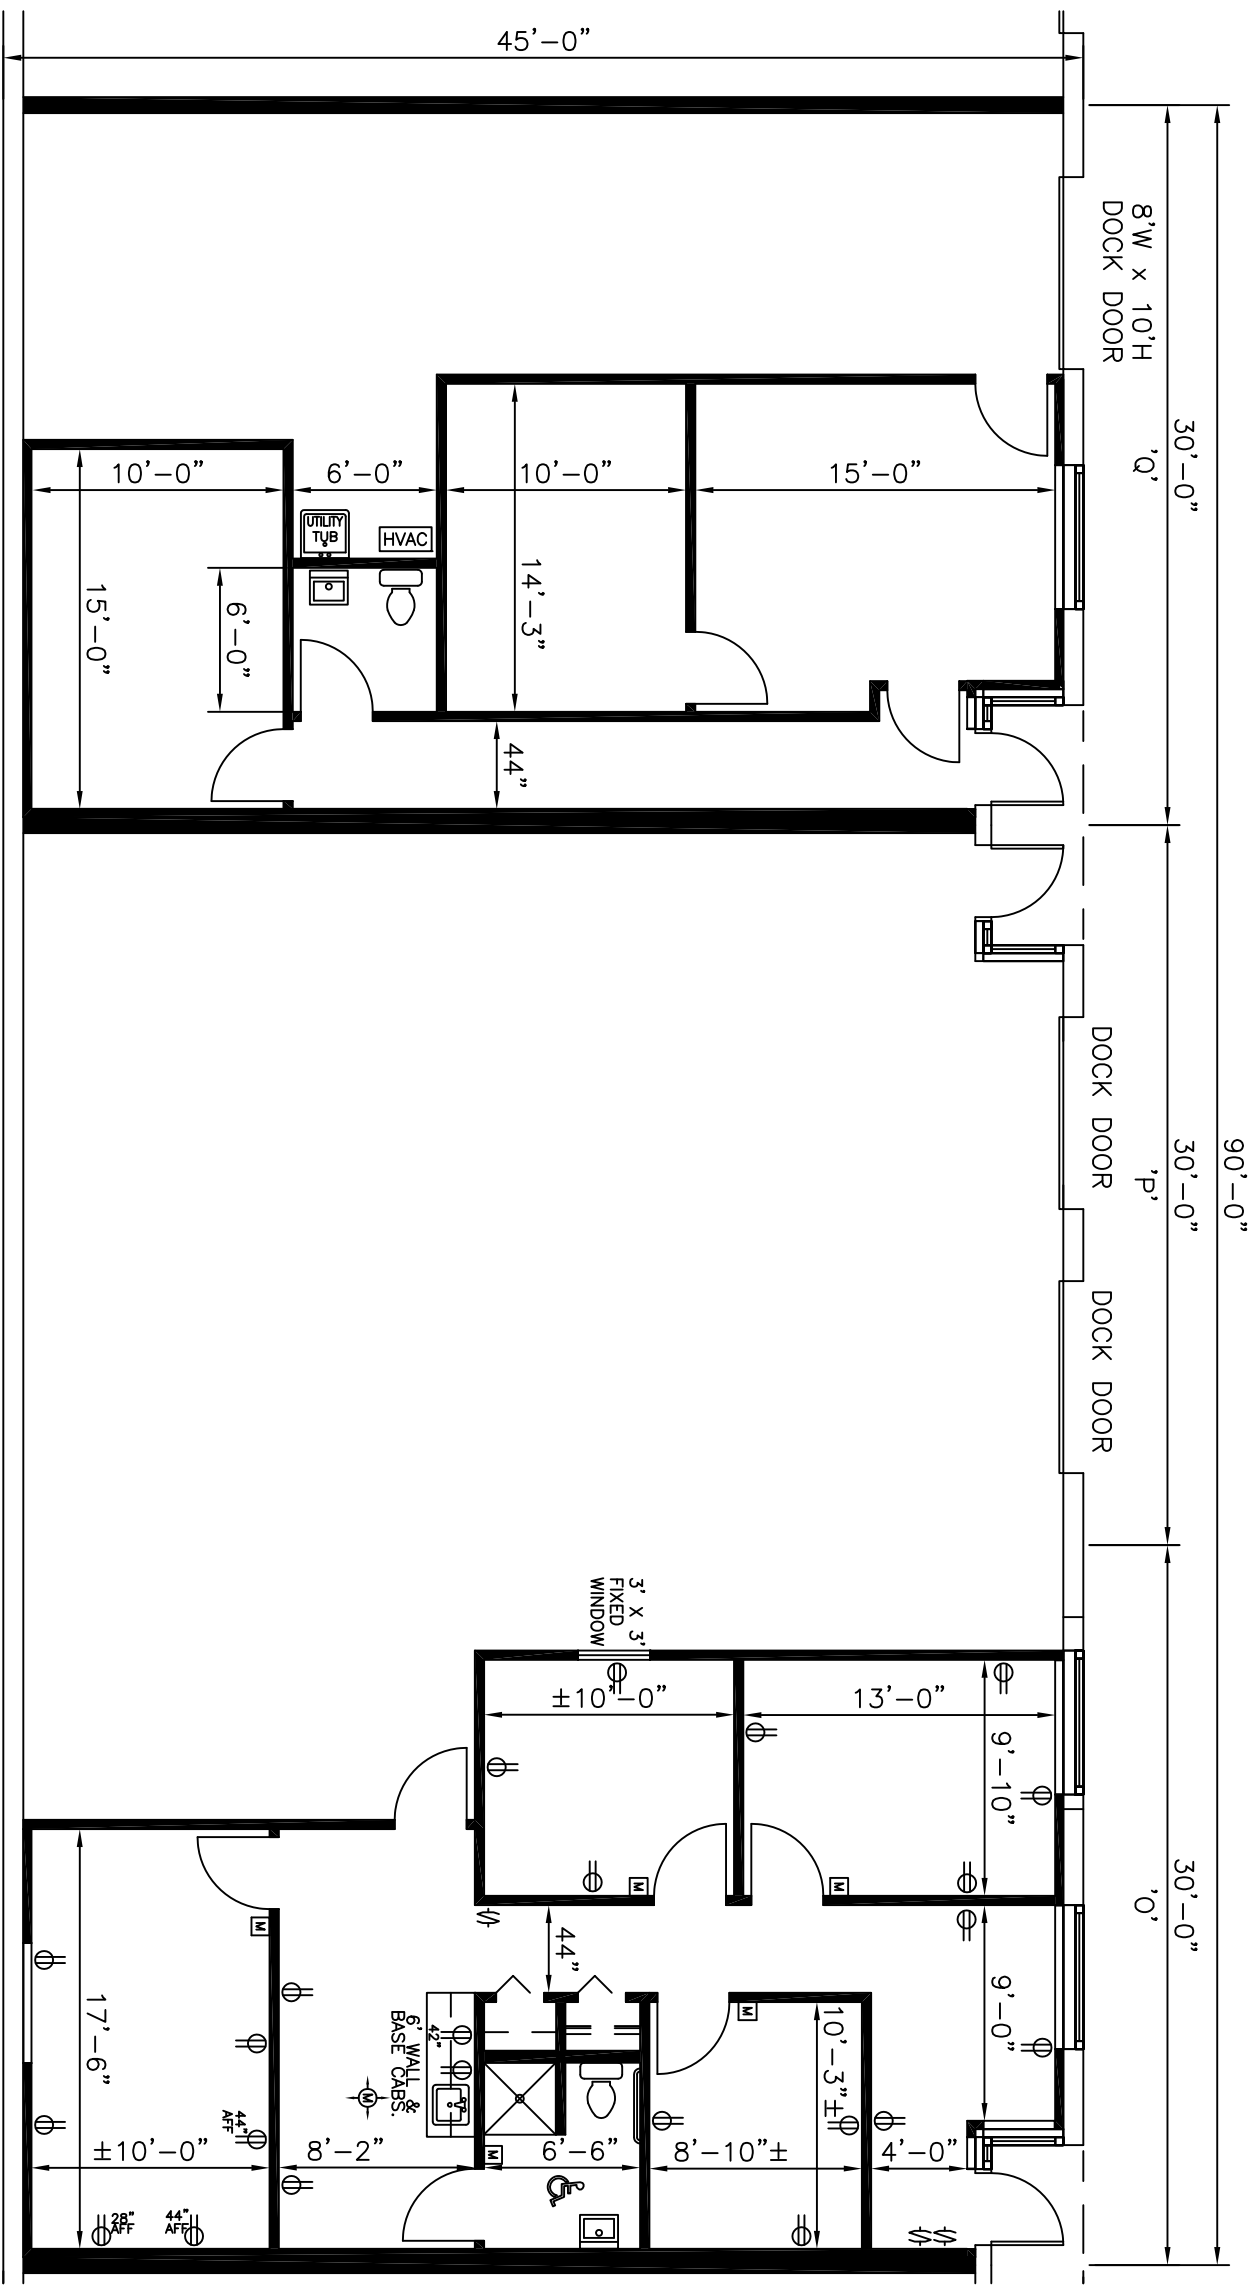 45'-0"
8'W x 10'H
DOCK DOOR
30'-0"
'Q'
90'-0"
10'-0"
6'-0"
10'-0"
15'-0"
UTILITY
TUB
HVAC
15'-0"
6'-0"
14'-3"
44"
DOCK DOOR
30'-0"
'P'
DOCK DOOR
3' X 3'
FIXED
WINDOW
±10'-0"
13'-0"
9'-10"
30'-0"
'O'
M
M
M
44"
9'-0"
17'-6"
6' WALL &
BASE CABS.
42"
M
M
10'-3"±
44"
AFF
M
±10'-0"
8'-2"
6'-6"
8'-10"±
4'-0"
28"
AFF
44"
AFF